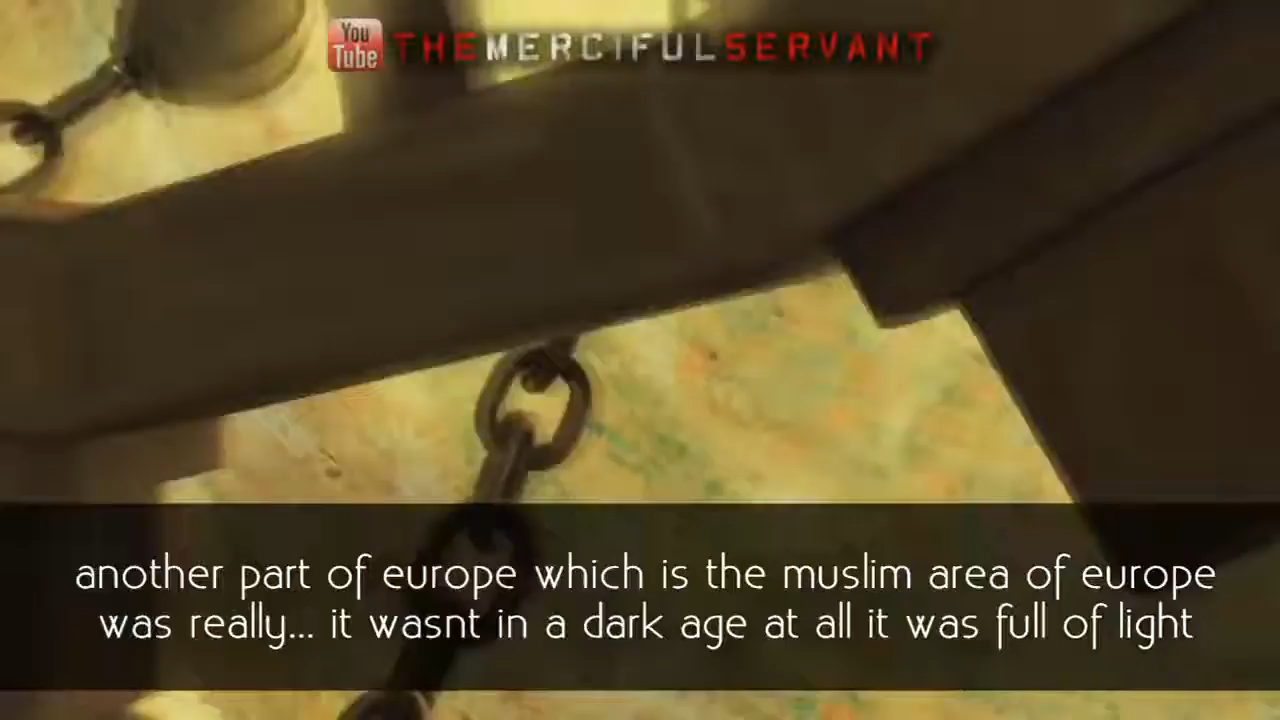 You Tube THEMERCIFULSERVANT
another part of europe which is the muslim area of europe
was really... it wasnt in a dark age at all it was full of light